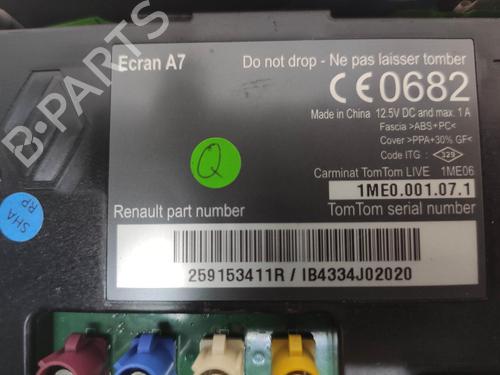 Ecran A7
Do not drop - Ne pas laisser tomber
CE0682
Made in China 12.5V DC and max. 1 A
Fascia >ABS+PC<
Cover >PPA+30% GF<
Code ITG : 329
Carminat TomTom LIVE 1ME06
1ME0.001.07.1
Renault part number
TomTom serial number
259153411R / IB4334J02020
Q
SHA
RP
B-PARTS